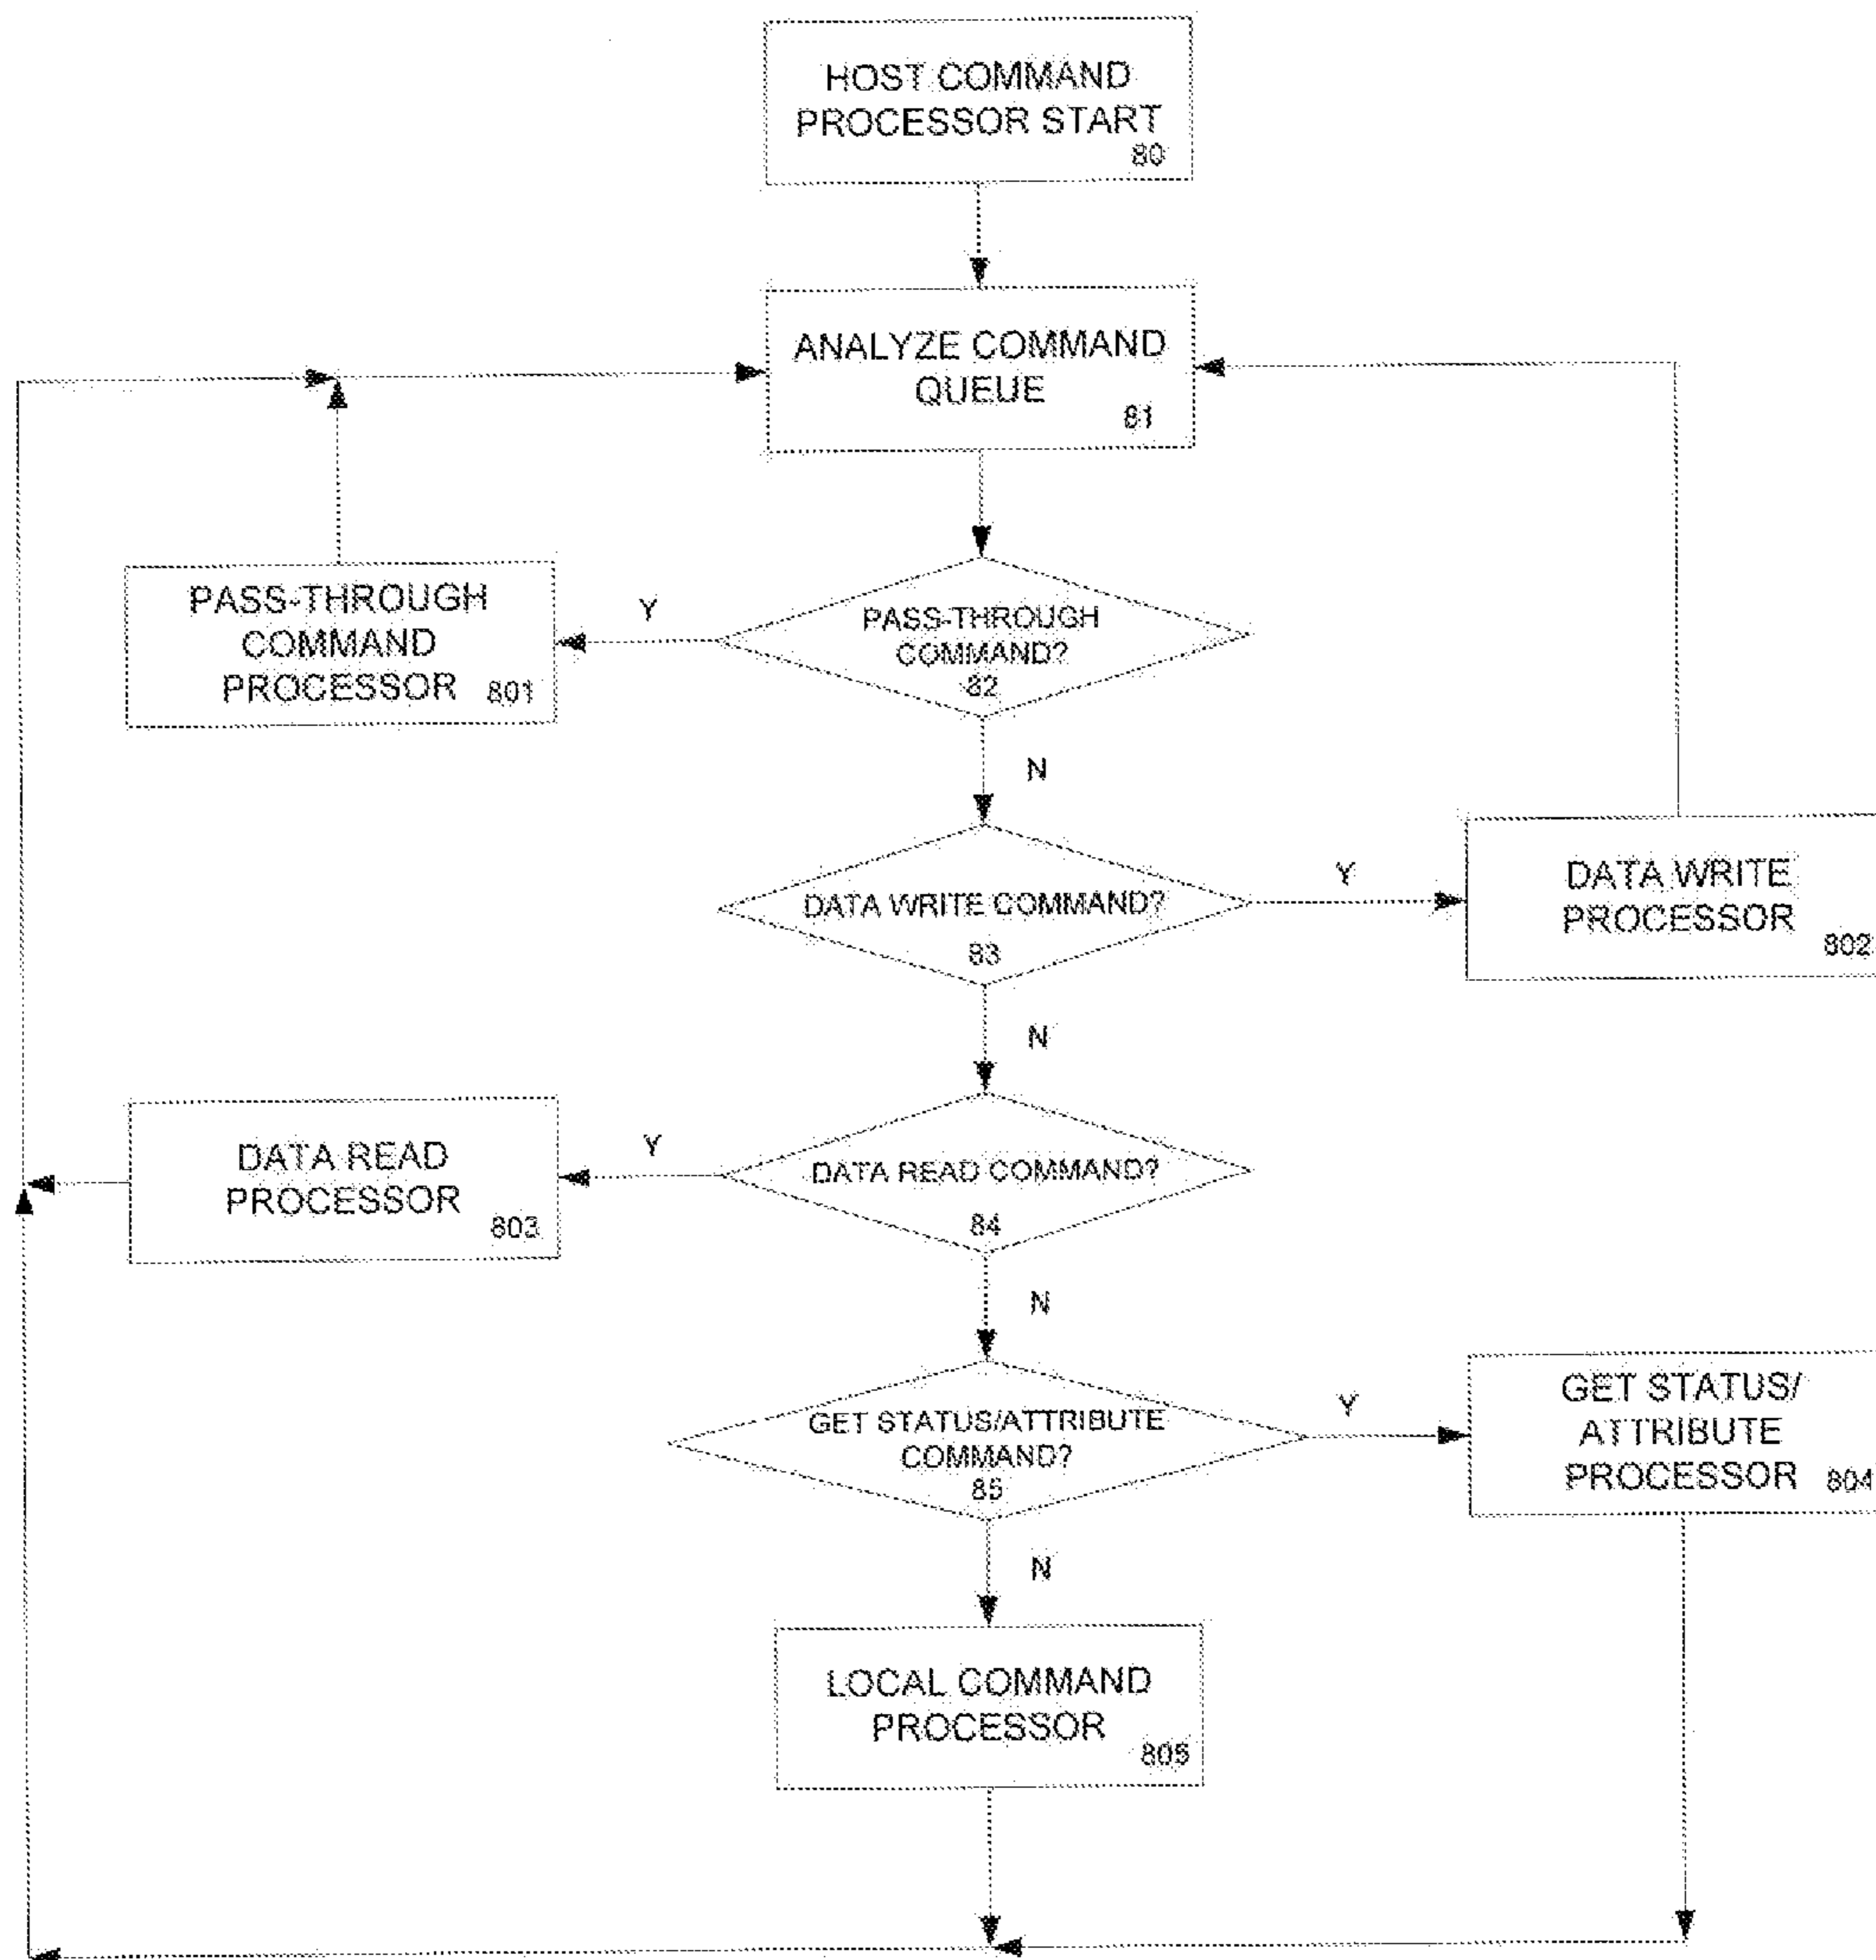 HOST COMMAND
PROCESSOR START
80
ANALYZE COMMAND
QUEUE
81
PASS-THROUGH
COMMAND
PROCESSOR 801
Y
PASS-THROUGH
COMMAND?
82
N
DATA WRITE COMMAND?
83
Y
DATA WRITE
PROCESSOR
802
N
DATA READ
PROCESSOR
803
Y
DATA READ COMMAND?
84
N
GET STATUS/ATTRIBUTE
COMMAND?
85
Y
GET STATUS/
ATTRIBUTE
PROCESSOR 804
N
LOCAL COMMAND
PROCESSOR
805